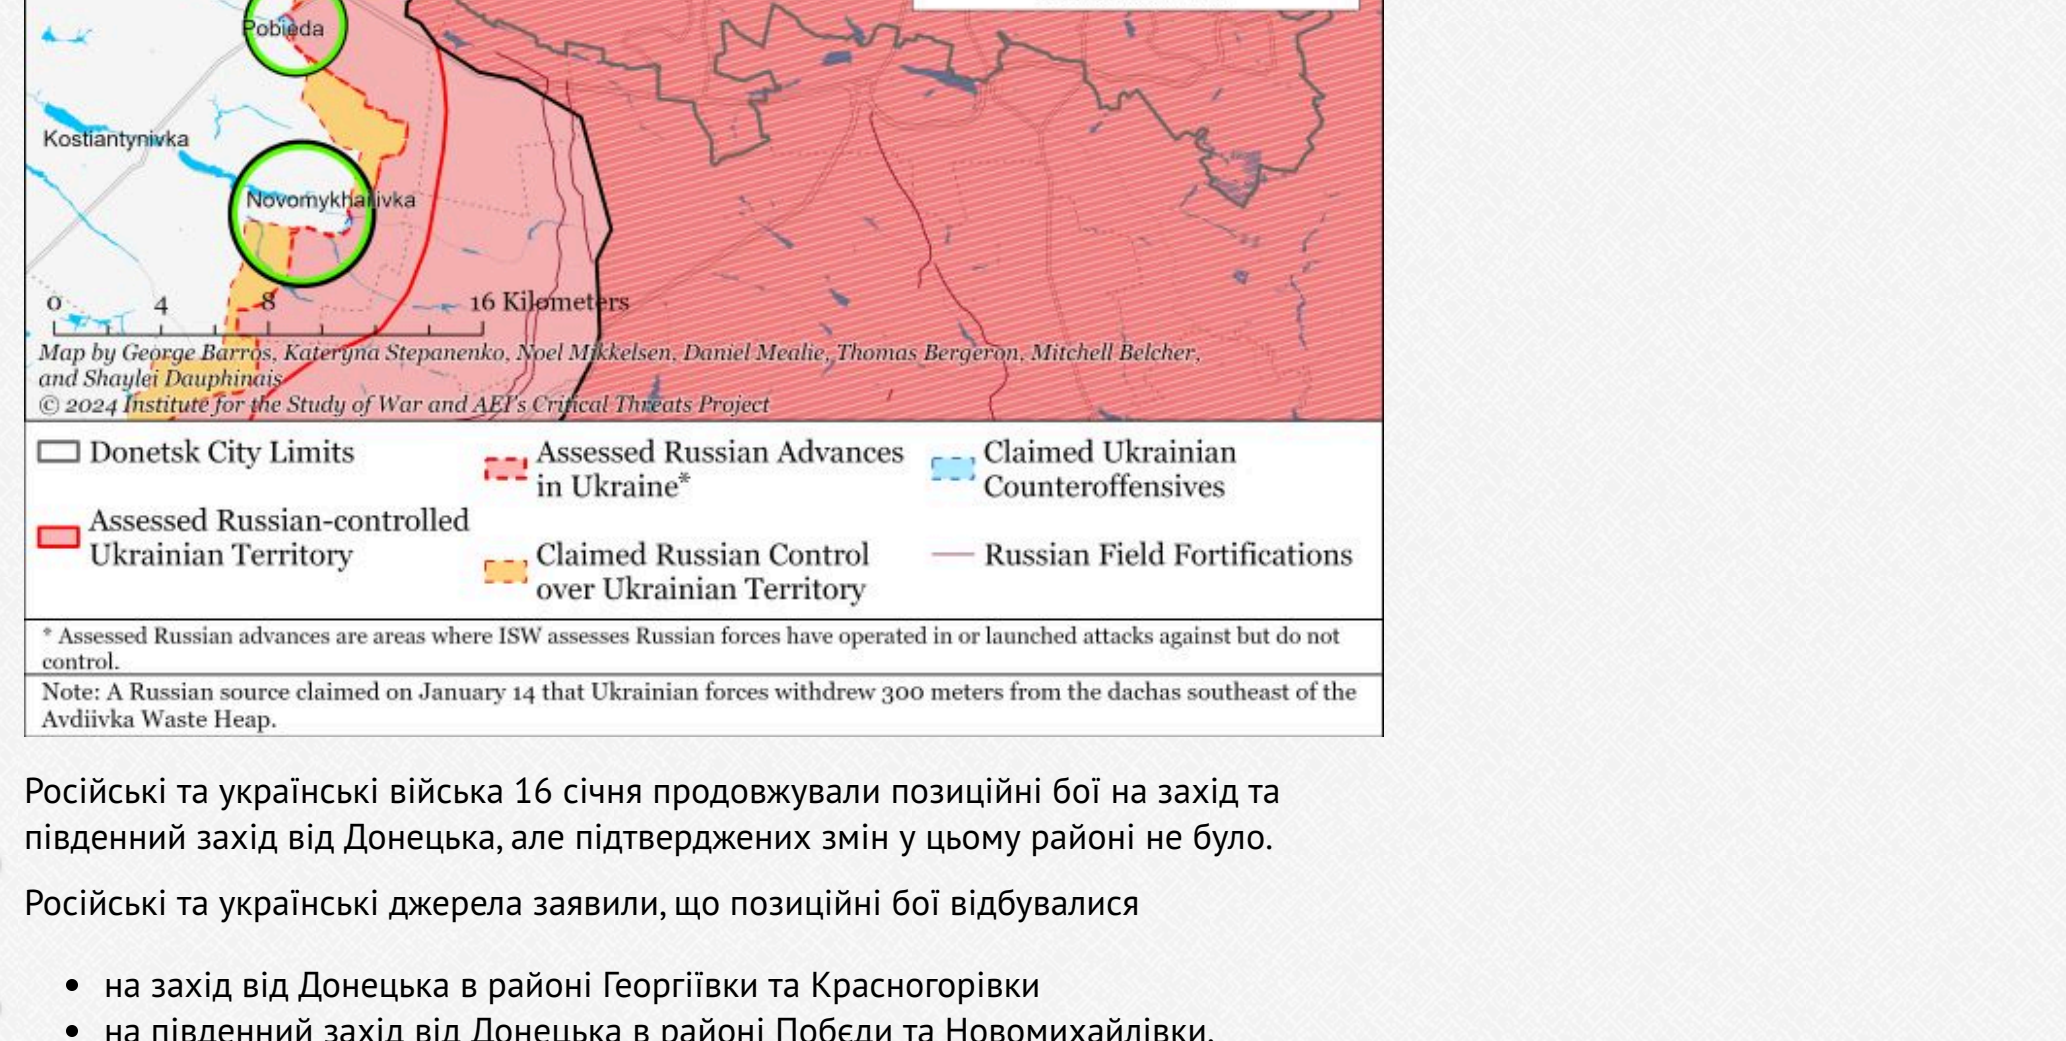 Pobieda
Kostiantynivka
Novomykhailivka
0 4 8 16 Kilometers
Map by George Barros, Kateryna Stepanenko, Noel Mikkelsen, Daniel Mealie, Thomas Bergeron, Mitchell Belcher,
and Shaylei Dauphinais
© 2024 Institute for the Study of War and AEI's Critical Threats Project
Donetsk City Limits
Assessed Russian-controlled
Ukrainian Territory
Assessed Russian Advances
in Ukraine*
Claimed Russian Control
over Ukrainian Territory
Claimed Ukrainian
Counteroffensives
Russian Field Fortifications
* Assessed Russian advances are areas where ISW assesses Russian forces have operated in or launched attacks against but do not
control.
Note: A Russian source claimed on January 14 that Ukrainian forces withdrew 300 meters from the dachas southeast of the
Avdiivka Waste Heap.
Російські та українські війська 16 січня продовжували позиційні бої на захід та
південний захід від Донецька, але підтверджених змін у цьому районі не було.
Російські та українські джерела заявили, що позиційні бої відбувалися
• на захід від Донецька в районі Георгіївки та Красногорівки
• на південний захід від Донецька в районі Побєди та Новомихайлівки.